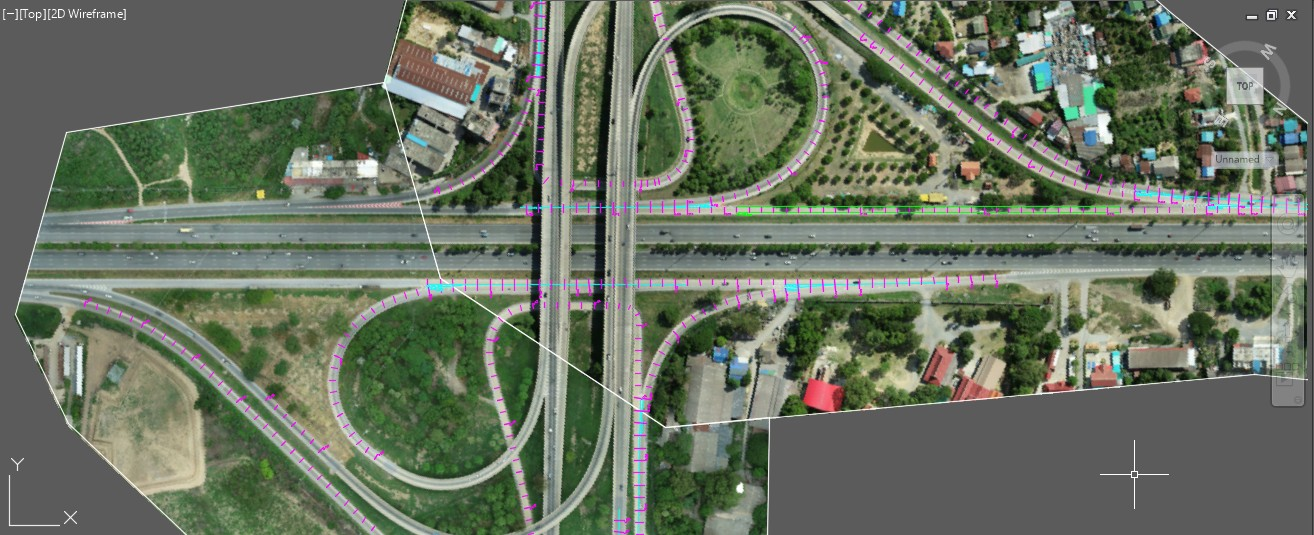 [−][Top][2D Wireframe]
W
TOP
Unnamed
Y
X